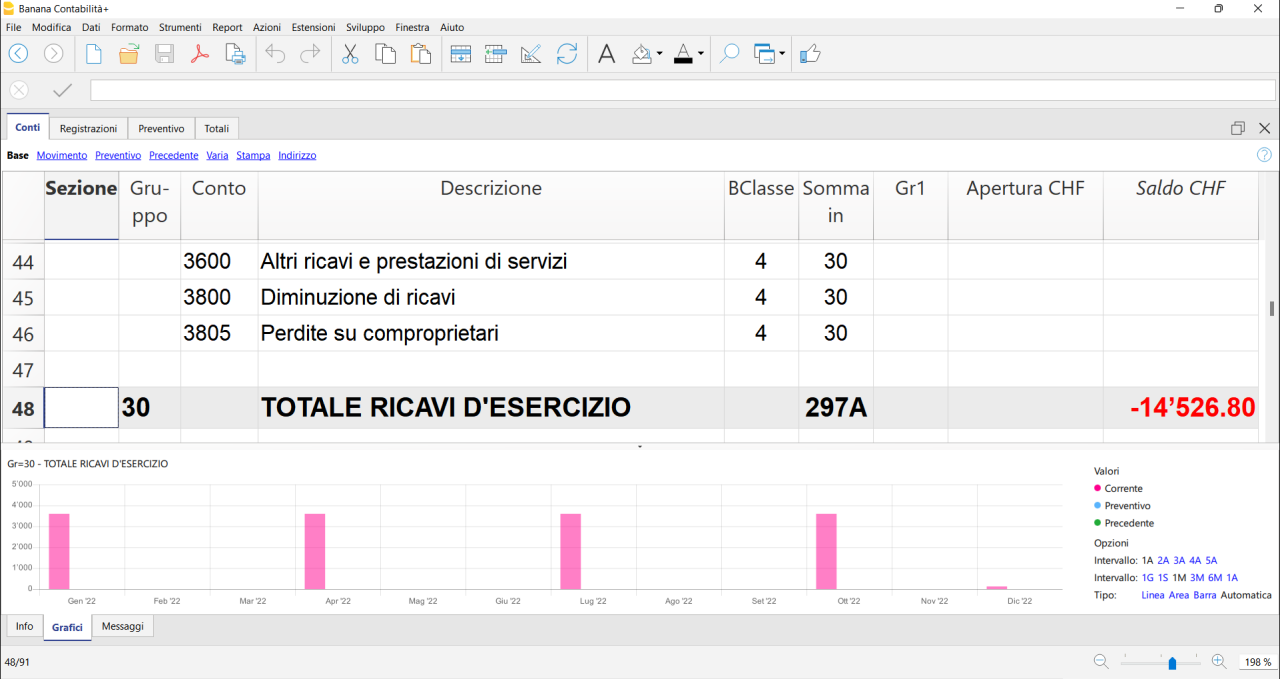 Banana Contabilità+
File Modifica Dati Formato Strumenti Report Azioni Estensioni Sviluppo Finestra Aiuto
Conti Registrazioni Preventivo Totali
Base Movimento Preventivo Precedente Varia Stampa Indirizzo
Sezione Gru-ppo Conto Descrizione BClasse Somma in Gr1 Apertura CHF Saldo CHF
44 3600 Altri ricavi e prestazioni di servizi 4 30
45 3800 Diminuzione di ricavi 4 30
46 3805 Perdite su comproprietari 4 30
47
48 30 TOTALE RICAVI D'ESERCIZIO 297A -14’526.80
Gr=30 - TOTALE RICAVI D'ESERCIZIO
5'000
4'000
3'000
2'000
1'000
0
Gen '22 Feb '22 Mar '22 Apr '22 Mag '22 Giu '22 Lug '22 Ago '22 Set '22 Ott '22 Nov '22 Dic '22
Valori
Corrente
Preventivo
Precedente
Opzioni
Intervallo: 1A 2A 3A 4A 5A
Intervallo: 1G 1S 1M 3M 6M 1A
Tipo: Linea Area Barra Automatica
Info Grafici Messaggi
48/91
198 %